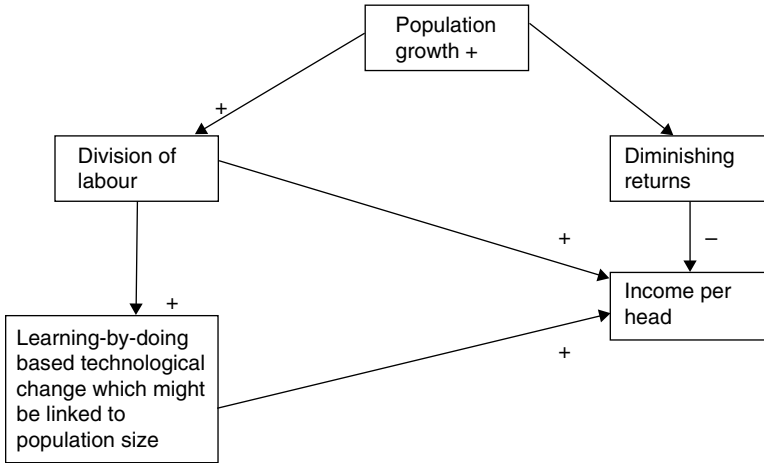 Population
growth +
+
Division of
labour
Diminishing
returns
+
–
+
Income per
head
Learning-by-doing
based technological
change which might
be linked to
population size
+